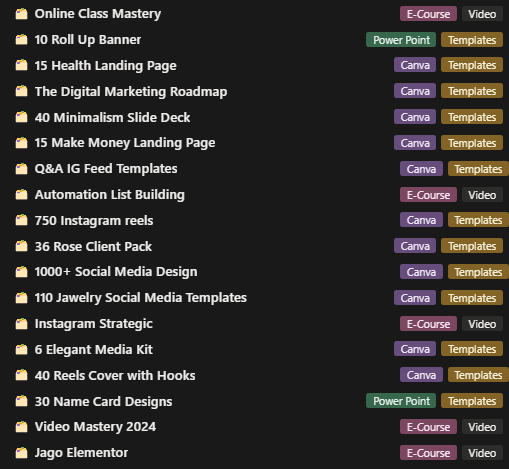 Online Class Mastery E-Course Video
10 Roll Up Banner Power Point Templates
15 Health Landing Page Canva Templates
The Digital Marketing Roadmap Canva Templates
40 Minimalism Slide Deck Canva Templates
15 Make Money Landing Page Canva Templates
Q&A IG Feed Templates Canva Templates
Automation List Building E-Course Video
750 Instagram reels Canva Templates
36 Rose Client Pack Canva Templates
1000+ Social Media Design Canva Templates
110 Jawelry Social Media Templates Canva Templates
Instagram Strategic E-Course Video
6 Elegant Media Kit Canva Templates
40 Reels Cover with Hooks Canva Templates
30 Name Card Designs Power Point Templates
Video Mastery 2024 E-Course Video
Jago Elementor E-Course Video